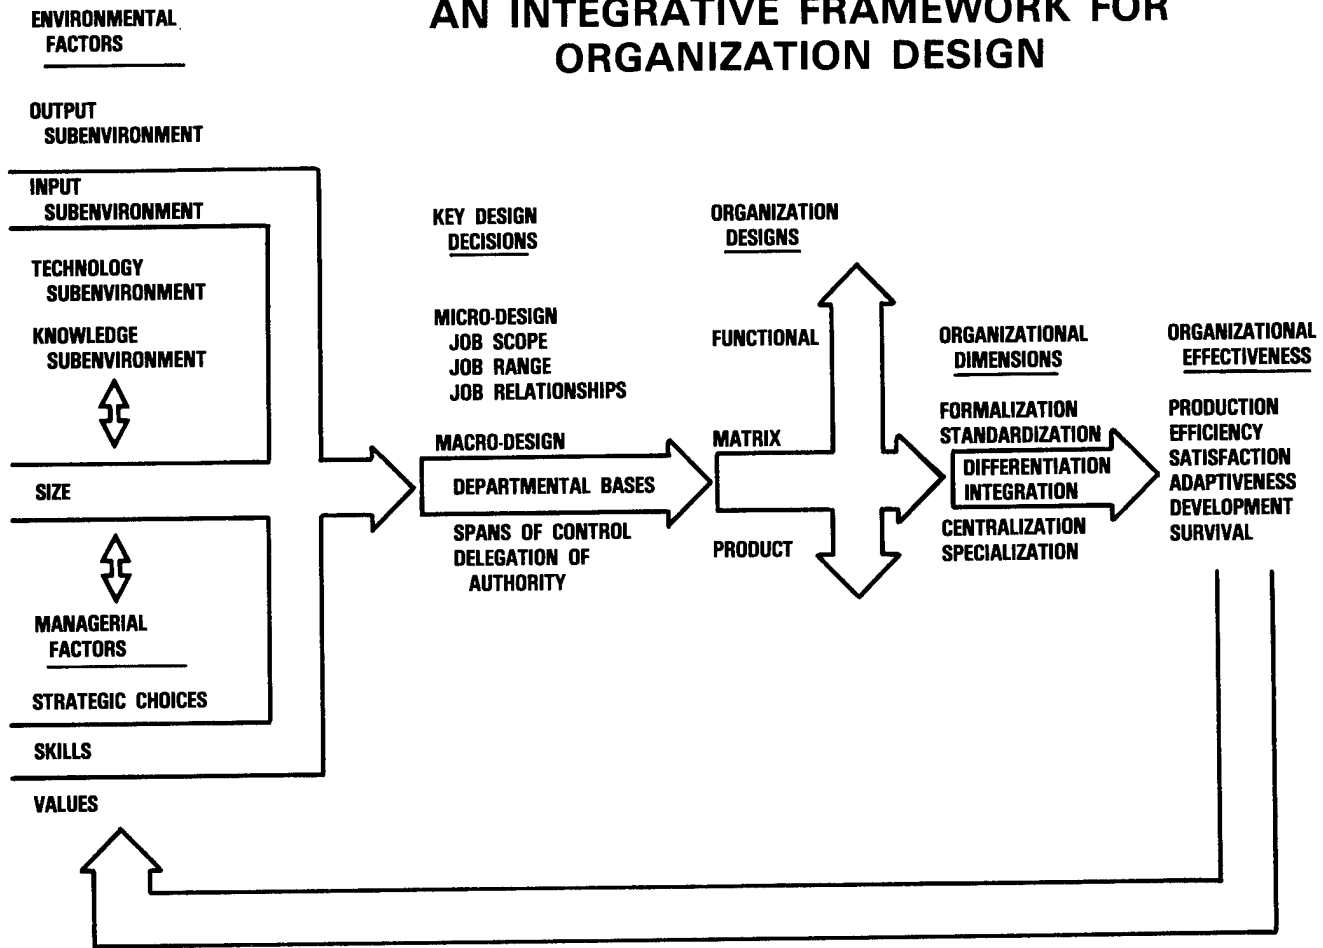 AN INTEGRATIVE FRAMEWORK FOR
ORGANIZATION DESIGN
ENVIRONMENTAL
FACTORS
OUTPUT
SUBENVIRONMENT
INPUT
SUBENVIRONMENT
TECHNOLOGY
SUBENVIRONMENT
KNOWLEDGE
SUBENVIRONMENT
SIZE
MANAGERIAL
FACTORS
STRATEGIC CHOICES
SKILLS
VALUES
KEY DESIGN
DECISIONS
MICRO-DESIGN
JOB SCOPE
JOB RANGE
JOB RELATIONSHIPS
MACRO-DESIGN
DEPARTMENTAL BASES
SPANS OF CONTROL
DELEGATION OF
AUTHORITY
ORGANIZATION
DESIGNS
FUNCTIONAL
MATRIX
PRODUCT
ORGANIZATIONAL
DIMENSIONS
FORMALIZATION
STANDARDIZATION
DIFFERENTIATION
INTEGRATION
CENTRALIZATION
SPECIALIZATION
ORGANIZATIONAL
EFFECTIVENESS
PRODUCTION
EFFICIENCY
SATISFACTION
ADAPTIVENESS
DEVELOPMENT
SURVIVAL